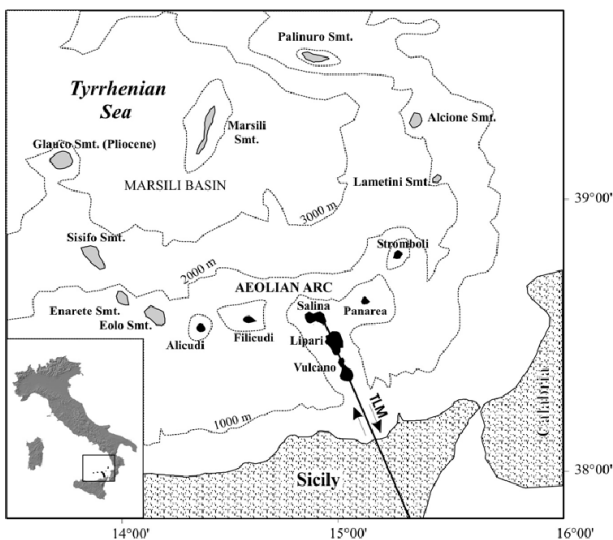 Palinuro Smt.
Tyrrhenian
Sea
Marsili
Smt.
Alcione Smt.
Glauco Smt. (Pliocene)
MARSILI BASIN
Lametini Smt.
3000 m
39°00'
Sisifo Smt.
Stromboli
2000 m
AEOLIAN ARC
Enarete Smt.
Eolo Smt.
Salina
Panarea
Alicudi
Filicudi
Lipari
Vulcano
TLM
Calabria
1000 m
Sicily
38°00'
14°00'
15°00'
16°00'